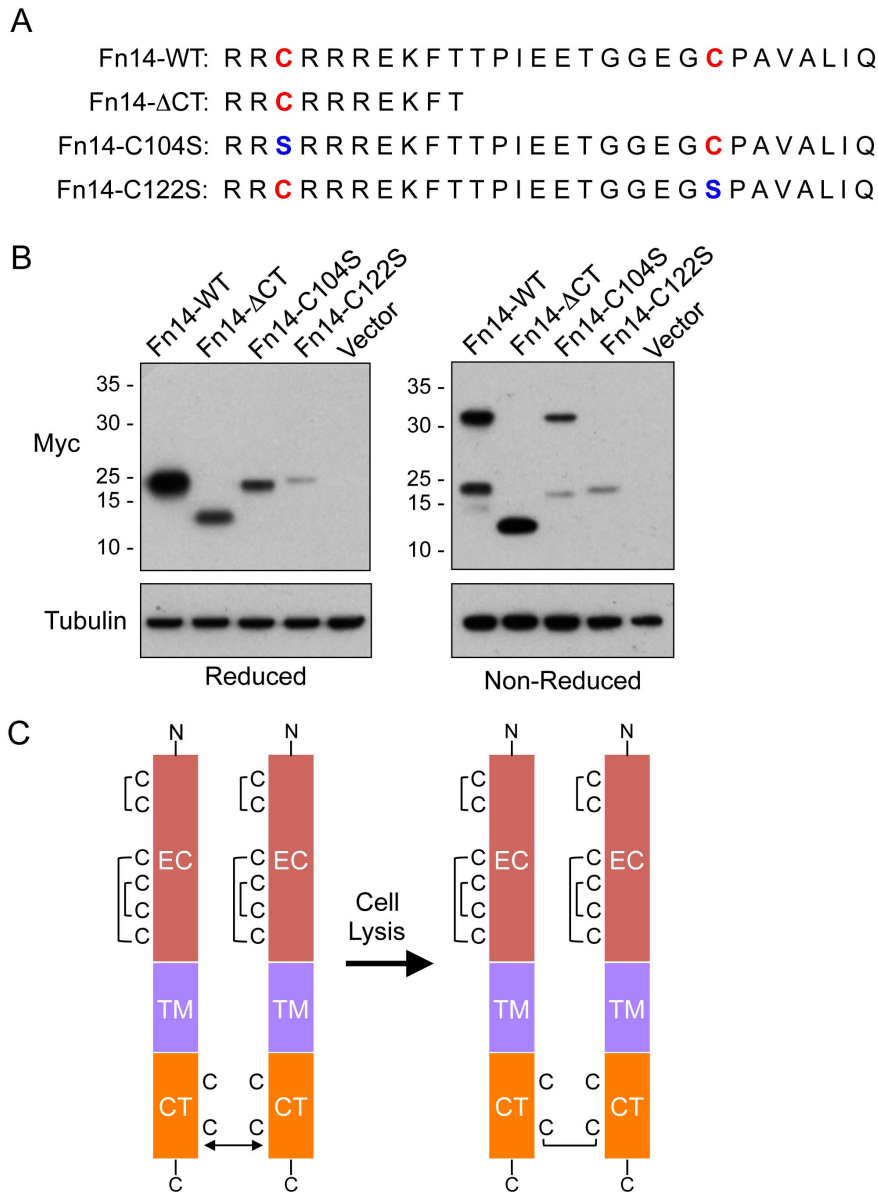 A
Fn14-WT: R R C R R R E K F T T P I E E T G G E G C P A V A L I Q
Fn14-ΔCT: R R C R R R E K F T
Fn14-C104S: R R S R R R E K F T T P I E E T G G E G C P A V A L I Q
Fn14-C122S: R R C R R R E K F T T P I E E T G G E G S P A V A L I Q
B
Fn14-WT
Fn14-ΔCT
Fn14-C104S
Fn14-C122S
Vector
Fn14-WT
Fn14-ΔCT
Fn14-C104S
Fn14-C122S
Vector
Myc
35 -
30 -
25 -
15 -
10 -
35 -
30 -
25 -
15 -
10 -
Tubulin
Reduced
Non-Reduced
C
N
N
N
N
C
C
C
C
C
C
EC
C
C
C
C
C
C
EC
Cell
Lysis
C
C
C
C
C
C
EC
C
C
C
C
C
C
EC
TM
TM
TM
TM
C
C
C
C
CT
CT
C
C
C
C
CT
CT
C
C
C
C